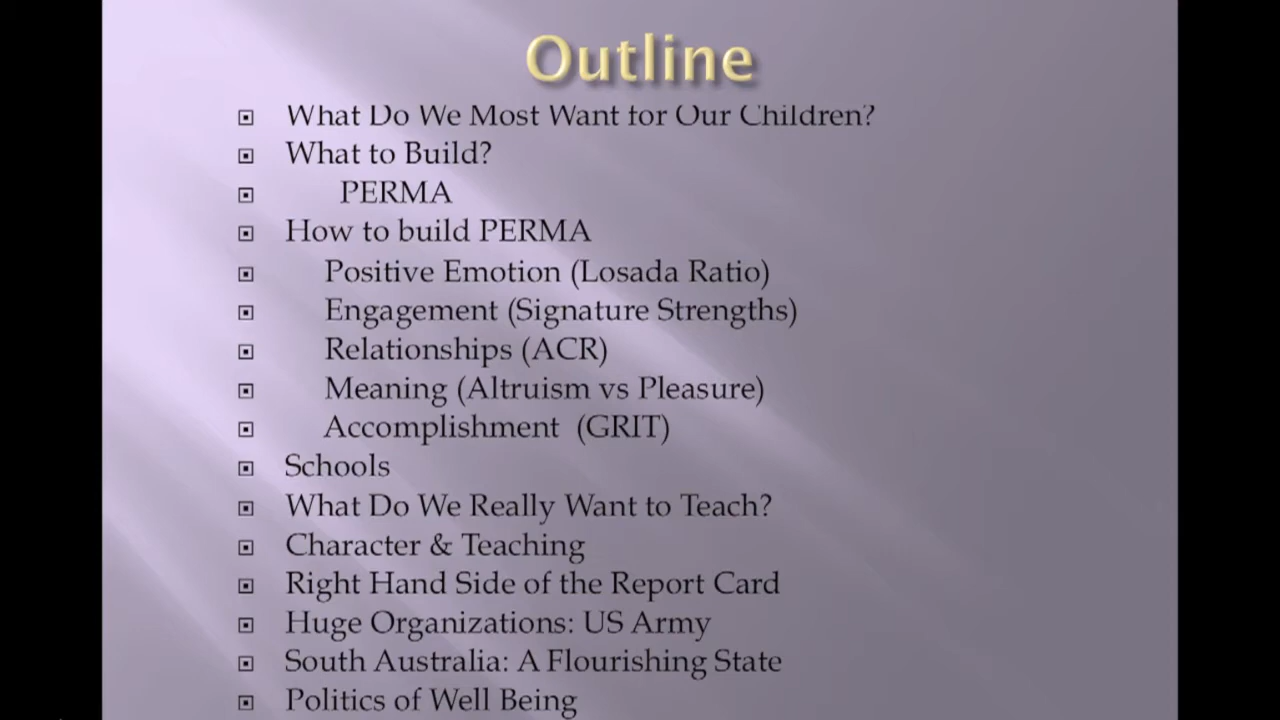 Outline
What Do We Most Want for Our Children?
What to Build?
PERMA
How to build PERMA
Positive Emotion (Losada Ratio)
Engagement (Signature Strengths)
Relationships (ACR)
Meaning (Altruism vs Pleasure)
Accomplishment (GRIT)
Schools
What Do We Really Want to Teach?
Character & Teaching
Right Hand Side of the Report Card
Huge Organizations: US Army
South Australia: A Flourishing State
Politics of Well Being